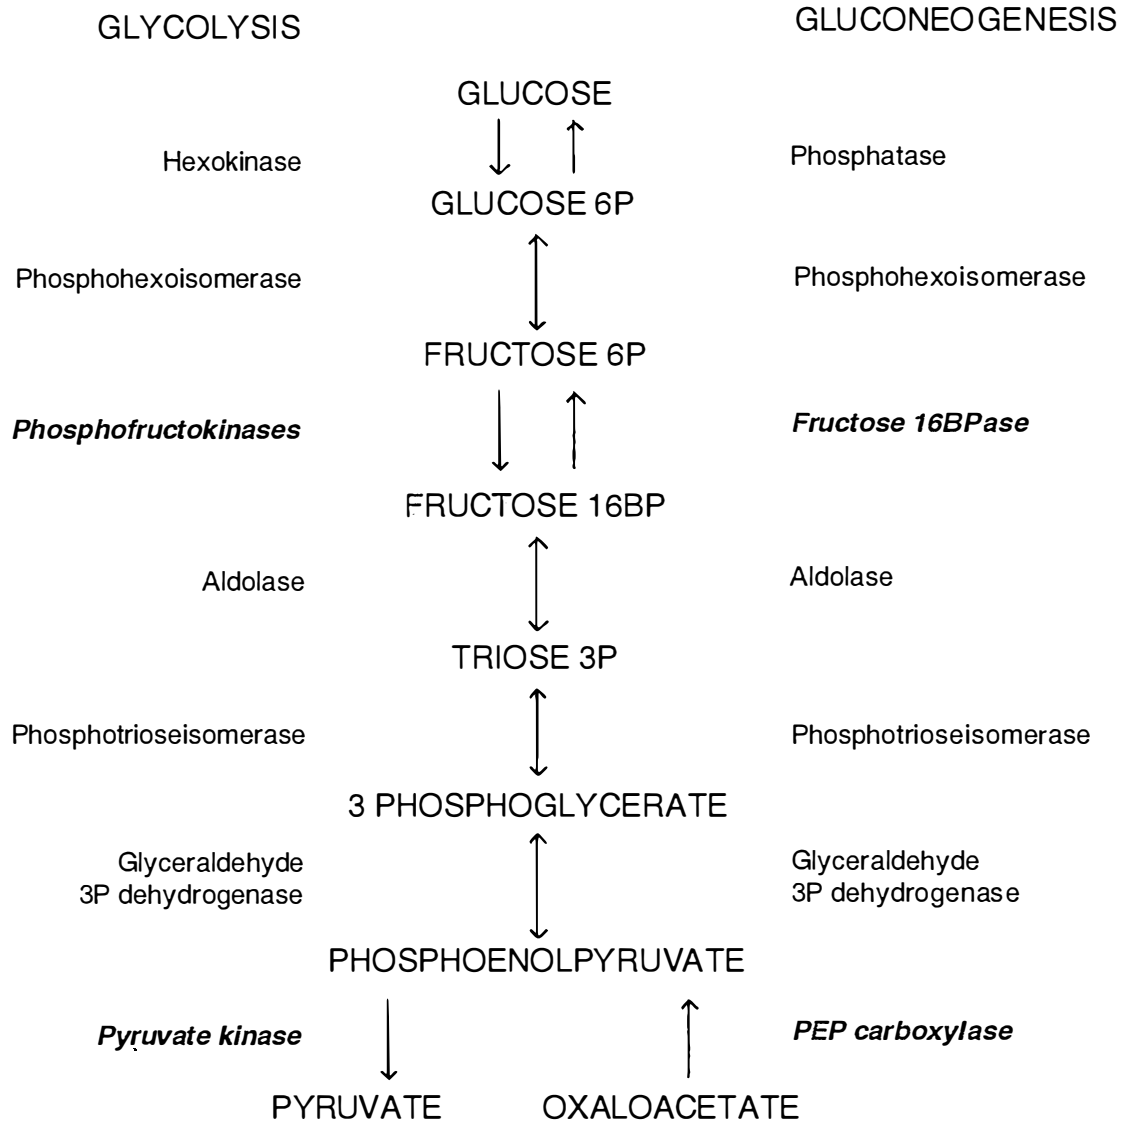 GLYCOLYSIS
GLUCONEOGENESIS
GLUCOSE
Hexokinase
Phosphatase
GLUCOSE 6P
Phosphohexoisomerase
Phosphohexoisomerase
FRUCTOSE 6P
Phosphofructokinases
Fructose 16BPase
FRUCTOSE 16BP
Aldolase
Aldolase
TRIOSE 3P
Phosphotrioseisomerase
Phosphotrioseisomerase
3 PHOSPHOGLYCERATE
Glyceraldehyde
3P dehydrogenase
Glyceraldehyde
3P dehydrogenase
PHOSPHOENOLPYRUVATE
Pyruvate kinase
PEP carboxylase
PYRUVATE
OXALOACETATE